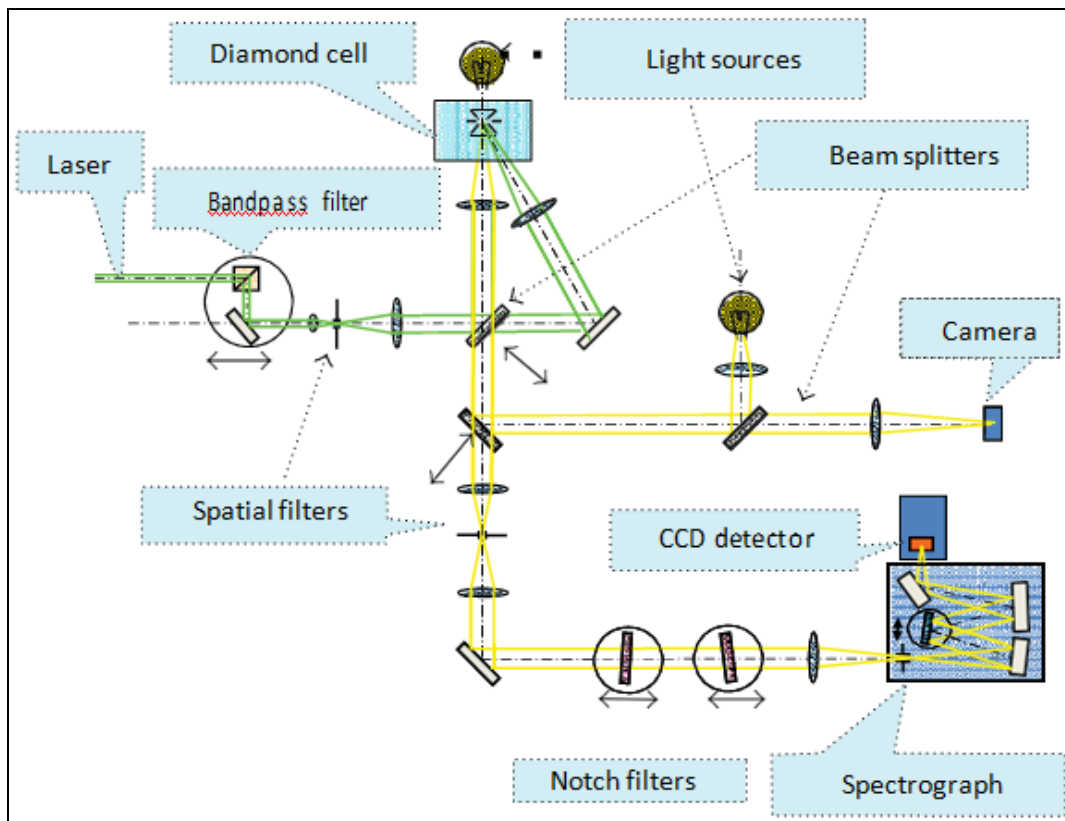 Diamond cell
Light sources
Laser
Beam splitters
Bandpass filter
Camera
Spatial filters
CCD detector
Notch filters
Spectrograph